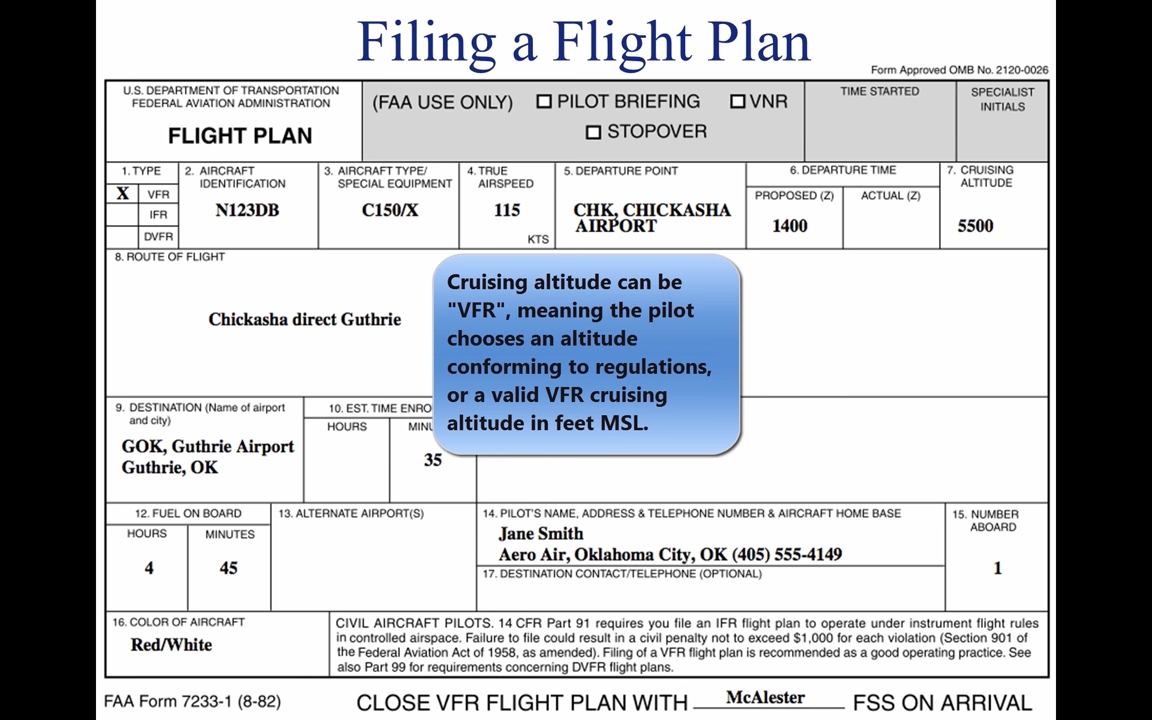 Filing a Flight Plan
Form Approved OMB No. 2120-0026
U.S. DEPARTMENT OF TRANSPORTATION
FEDERAL AVIATION ADMINISTRATION
FLIGHT PLAN
(FAA USE ONLY) PILOT BRIEFING VNR
STOPOVER
TIME STARTED
SPECIALIST
INITIALS
1. TYPE
X VFR
IFR
DVFR
2. AIRCRAFT
IDENTIFICATION
N123DB
3. AIRCRAFT TYPE/
SPECIAL EQUIPMENT
C150/X
4. TRUE
AIRSPEED
115
KTS
5. DEPARTURE POINT
CHK, CHICKASHA
AIRPORT
6. DEPARTURE TIME
PROPOSED (Z)
1400
ACTUAL (Z)
7. CRUISING
ALTITUDE
5500
8. ROUTE OF FLIGHT
Chickasha direct Guthrie
Cruising altitude can be
"VFR", meaning the pilot
chooses an altitude
conforming to regulations,
or a valid VFR cruising
altitude in feet MSL.
9. DESTINATION (Name of airport
and city)
GOK, Guthrie Airport
Guthrie, OK
10. EST. TIME ENRO
HOURS
MINU
35
12. FUEL ON BOARD
HOURS
4
MINUTES
45
13. ALTERNATE AIRPORT(S)
14. PILOT'S NAME, ADDRESS & TELEPHONE NUMBER & AIRCRAFT HOME BASE
Jane Smith
Aero Air, Oklahoma City, OK (405) 555-4149
17. DESTINATION CONTACT/TELEPHONE (OPTIONAL)
15. NUMBER
ABOARD
1
16. COLOR OF AIRCRAFT
Red/White
CIVIL AIRCRAFT PILOTS. 14 CFR Part 91 requires you file an IFR flight plan to operate under instrument flight rules
in controlled airspace. Failure to file could result in a civil penalty not to exceed $1,000 for each violation (Section 901 of
the Federal Aviation Act of 1958, as amended). Filing of a VFR flight plan is recommended as a good operating practice. See
also Part 99 for requirements concerning DVFR flight plans.
FAA Form 7233-1 (8-82)
CLOSE VFR FLIGHT PLAN WITH McAlester FSS ON ARRIVAL